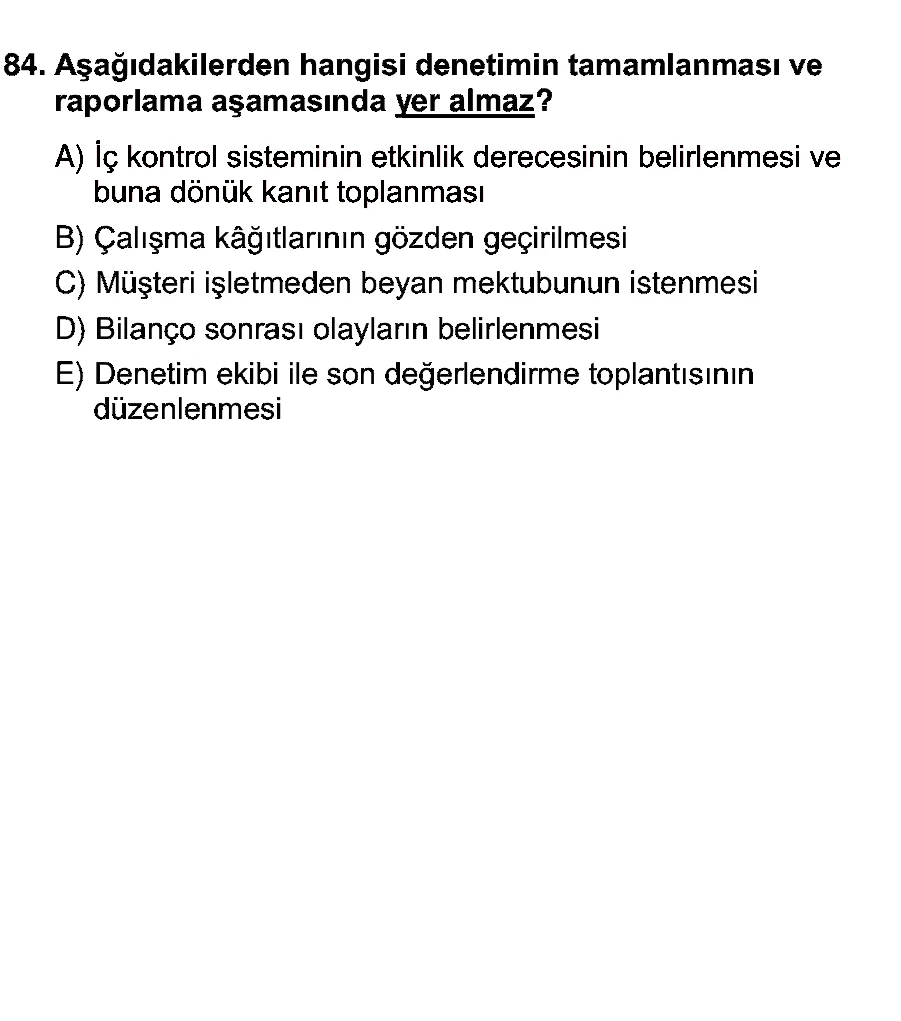 84. Aşağıdakilerden hangisi denetimin tamamlanması ve
raporlama aşamasında yer almaz?
A) İç kontrol sisteminin etkinlik derecesinin belirlenmesi ve
buna dönük kanıt toplanması
B) Çalışma kâğıtlarının gözden geçirilmesi
C) Müşteri işletmeden beyan mektubunun istenmesi
D) Bilanço sonrası olayların belirlenmesi
E) Denetim ekibi ile son değerlendirme toplantısının
düzenlenmesi